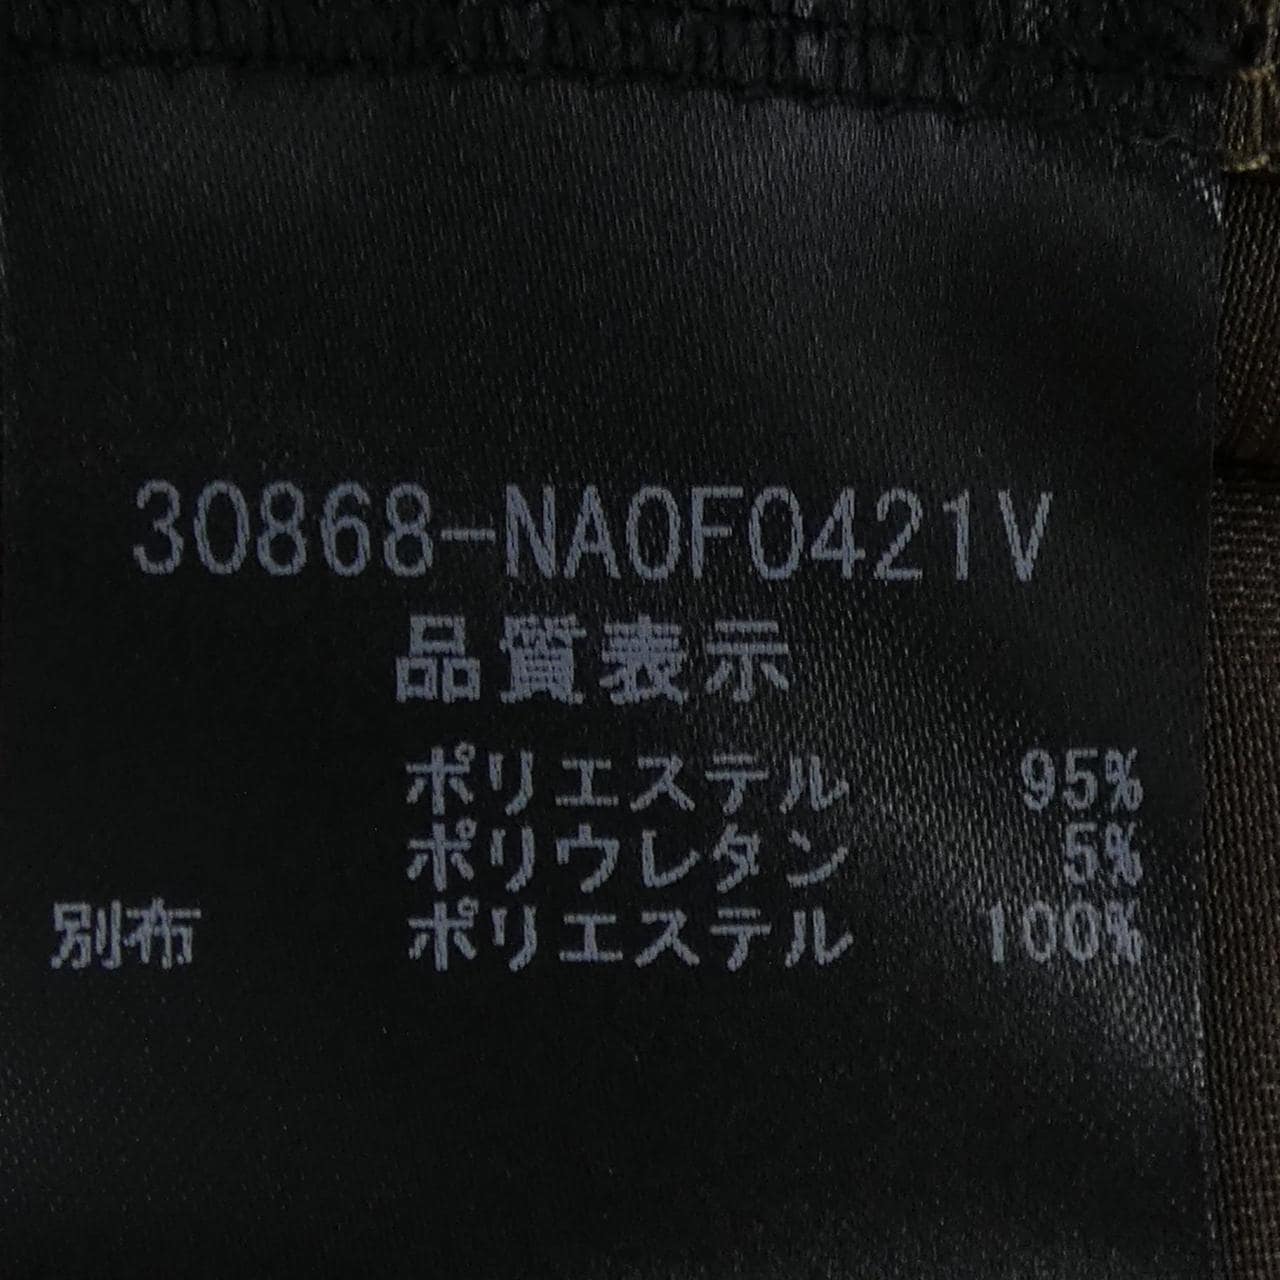 30868-NA0F0421V
品質表示
ポリエステル 95%
ポリウレタン 5%
別布 ポリエステル 100%